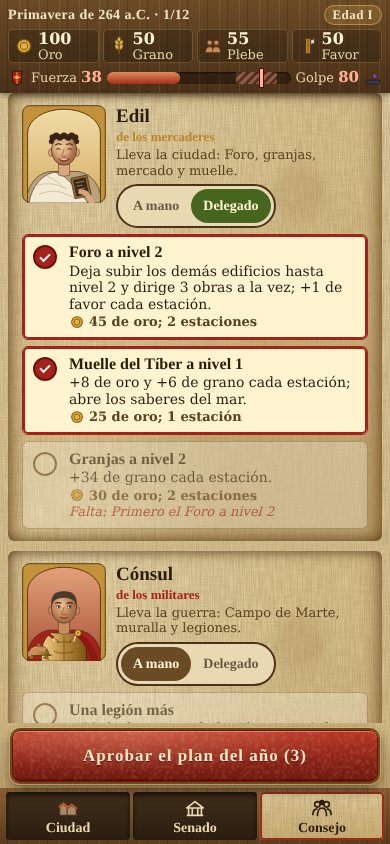 Primavera de 264 a.C. · 1/12
Edad I
100
Oro
50
Grano
55
Plebe
50
Favor
Fuerza 38
Golpe 80
Edil
de los mercaderes
Lleva la ciudad: Foro, granjas,
mercado y muelle.
A mano
Delegado
Foro a nivel 2
Deja subir los demás edificios hasta
nivel 2 y dirige 3 obras a la vez; +1 de
favor cada estación.
45 de oro; 2 estaciones
Muelle del Tíber a nivel 1
+8 de oro y +6 de grano cada estación;
abre los saberes del mar.
25 de oro; 1 estación
Granjas a nivel 2
+34 de grano cada estación.
30 de oro; 2 estaciones
Falta: Primero el Foro a nivel 2
Cónsul
de los militares
Lleva la guerra: Campo de Marte,
muralla y legiones.
A mano
Delegado
Una legión más
Aprobar el plan del año (3)
Ciudad
Senado
Consejo